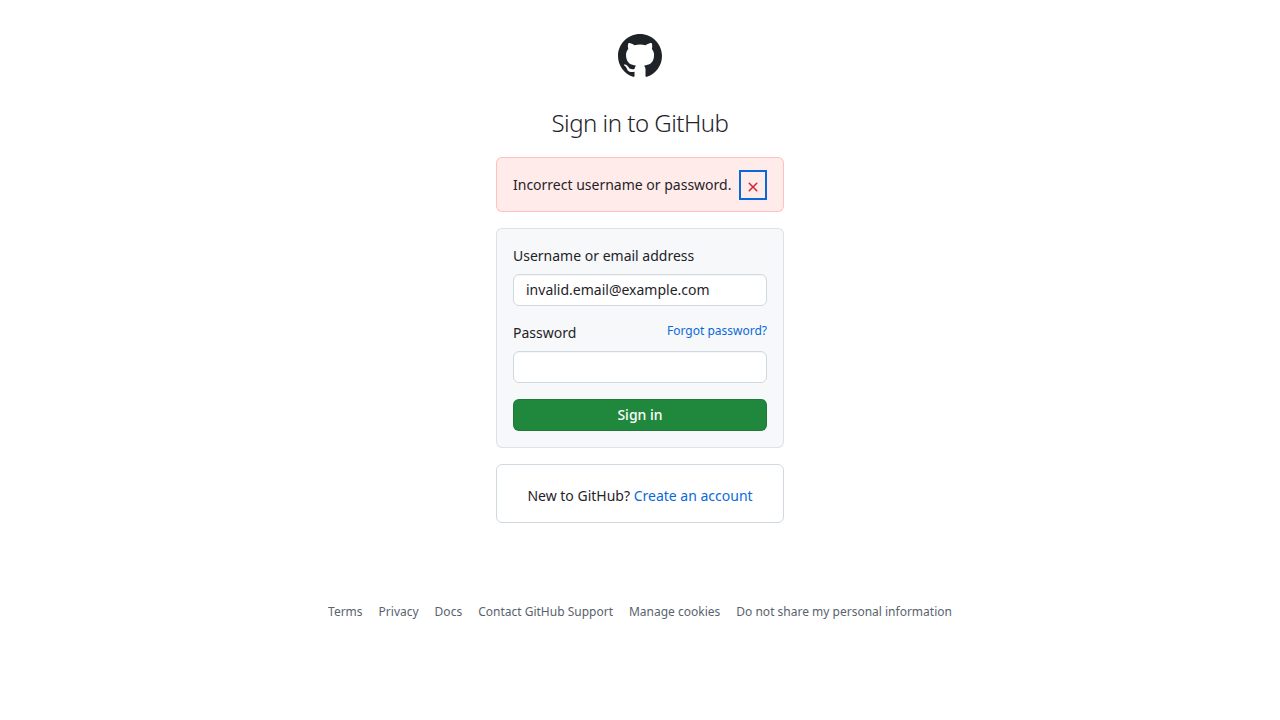 Sign in to GitHub
Incorrect username or password.
Username or email address
invalid.email@example.com
Password Forgot password?
Sign in
New to GitHub? Create an account
Terms Privacy Docs Contact GitHub Support Manage cookies Do not share my personal information